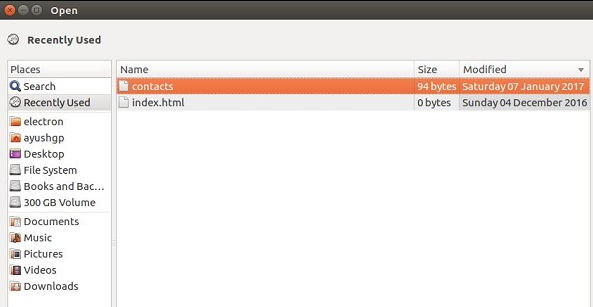 Open
Recently Used
Places
Search
Recently Used
electron
ayushgp
Desktop
File System
Books and Bac...
300 GB Volume
Documents
Music
Pictures
Videos
Downloads
Name Size Modified
contacts 94 bytes Saturday 07 January 2017
index.html 0 bytes Sunday 04 December 2016